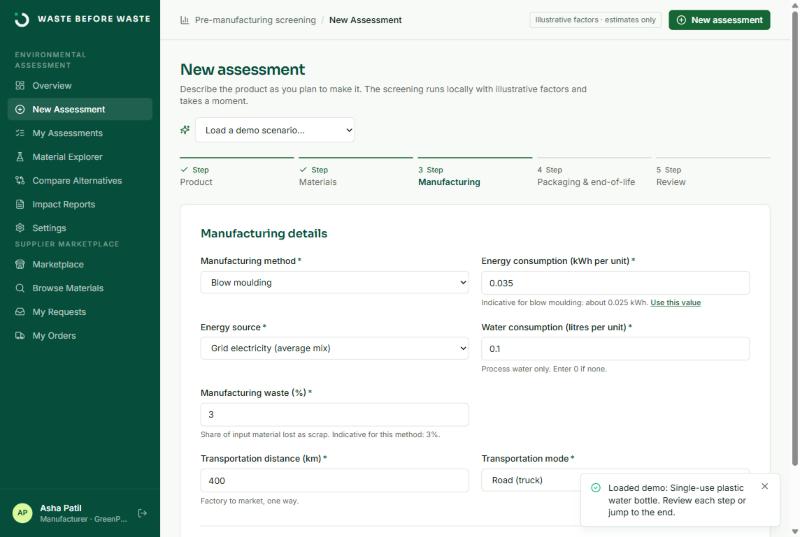 WASTE BEFORE WASTE
ENVIRONMENTAL
ASSESSMENT
Overview
New Assessment
My Assessments
Material Explorer
Compare Alternatives
Impact Reports
Settings
SUPPLIER MARKETPLACE
Marketplace
Browse Materials
My Requests
My Orders
AP
Asha Patil
Manufacturer · GreenP...
Pre-manufacturing screening / New Assessment
Illustrative factors · estimates only
New assessment
New assessment
Describe the product as you plan to make it. The screening runs locally with illustrative factors and
takes a moment.
Load a demo scenario...
Step
Product
Step
Materials
3 Step
Manufacturing
4 Step
Packaging & end-of-life
5 Step
Review
Manufacturing details
Manufacturing method *
Blow moulding
Energy consumption (kWh per unit) *
0.035
Indicative for blow moulding: about 0.025 kWh. Use this value
Energy source *
Grid electricity (average mix)
Water consumption (litres per unit) *
0.1
Process water only. Enter 0 if none.
Manufacturing waste (%) *
3
Share of input material lost as scrap. Indicative for this method: 3%.
Transportation distance (km) *
400
Factory to market, one way.
Transportation mode *
Road (truck)
Loaded demo: Single-use plastic
water bottle. Review each step or
jump to the end.